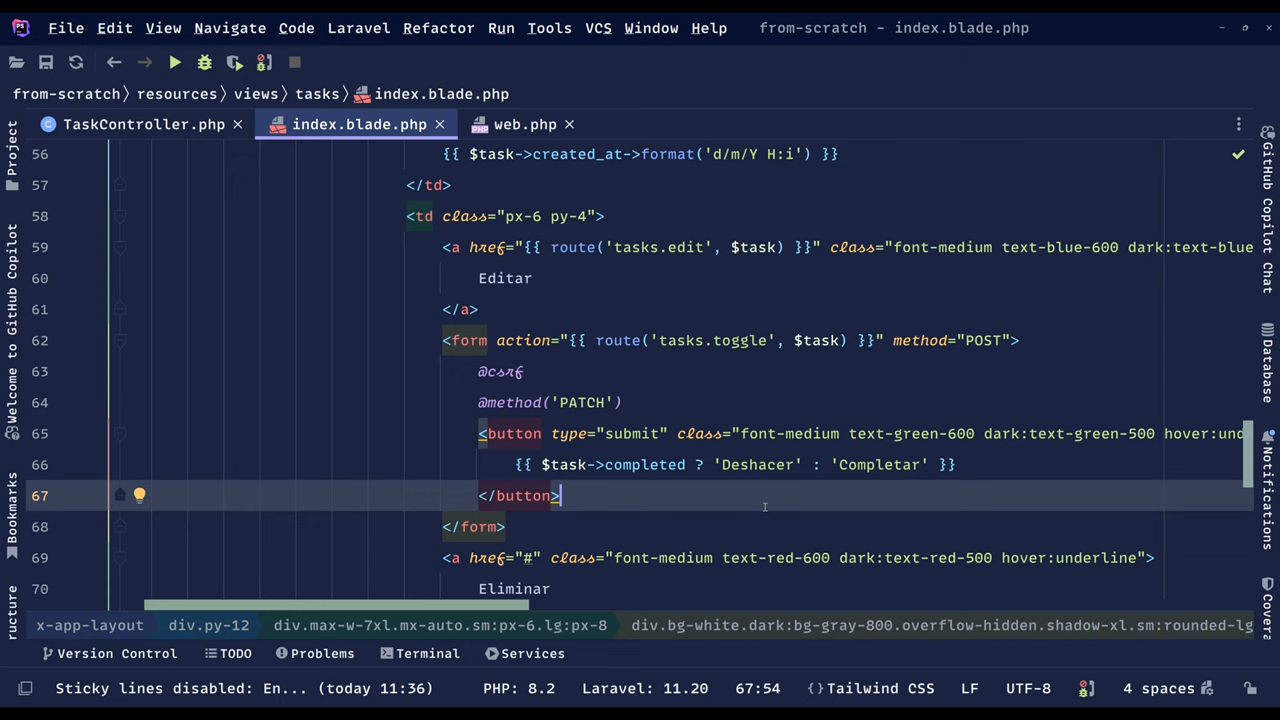 File Edit View Navigate Code Laravel Refactor Run Tools VCS Window Help from-scratch – index.blade.php
from-scratch〉resources〉views〉tasks〉index.blade.php
TaskController.php index.blade.php web.php
56 {{ $task->created_at->format('d/m/Y H:i') }}
57 </td>
58 <td class="px-6 py-4">
59 <a href="{{ route('tasks.edit', $task) }}" class="font-medium text-blue-600 dark:text-blue
60 Editar
61 </a>
62 <form action="{{ route('tasks.toggle', $task) }}" method="POST">
63 @csrf
64 @method('PATCH')
65 <button type="submit" class="font-medium text-green-600 dark:text-green-500 hover:und
66 {{ $task->completed ? 'Deshacer' : 'Completar' }}
67 </button>
68 </form>
69 <a href="#" class="font-medium text-red-600 dark:text-red-500 hover:underline">
70 Eliminar
x-app-layout div.py-12 div.max-w-7xl.mx-auto.sm:px-6.lg:px-8 div.bg-white.dark:bg-gray-800.overflow-hidden.shadow-xl.sm:rounded-lg
Version Control TODO Problems Terminal Services
Sticky lines disabled: En... (today 11:36) PHP: 8.2 Laravel: 11.20 67:54 Tailwind CSS LF UTF-8 4 spaces
Project
Welcome to GitHub Copilot
Bookmarks
ructure
GitHub Copilot Chat
Database
Notifications
Covera